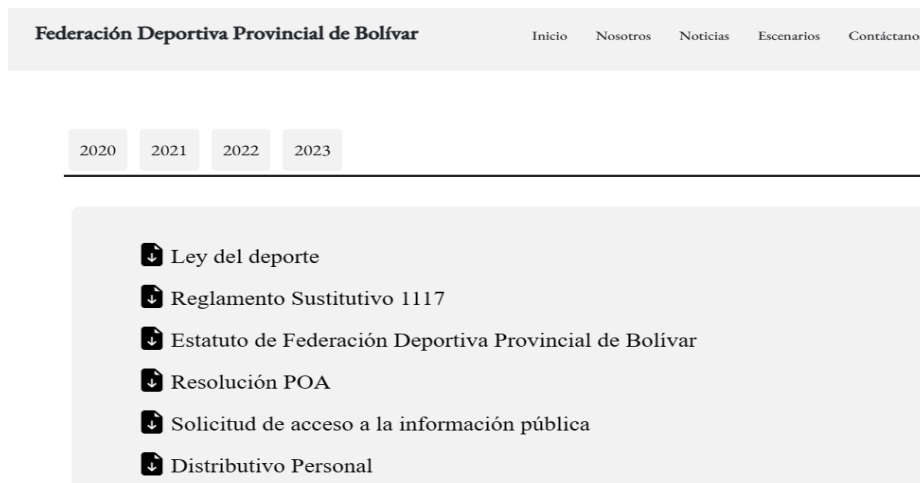 Federación Deportiva Provincial de Bolívar
Inicio Nosotros Noticias Escenarios Contáctano
2020 2021 2022 2023
Ley del deporte
Reglamento Sustitutivo 1117
Estatuto de Federación Deportiva Provincial de Bolívar
Resolución POA
Solicitud de acceso a la información pública
Distributivo Personal